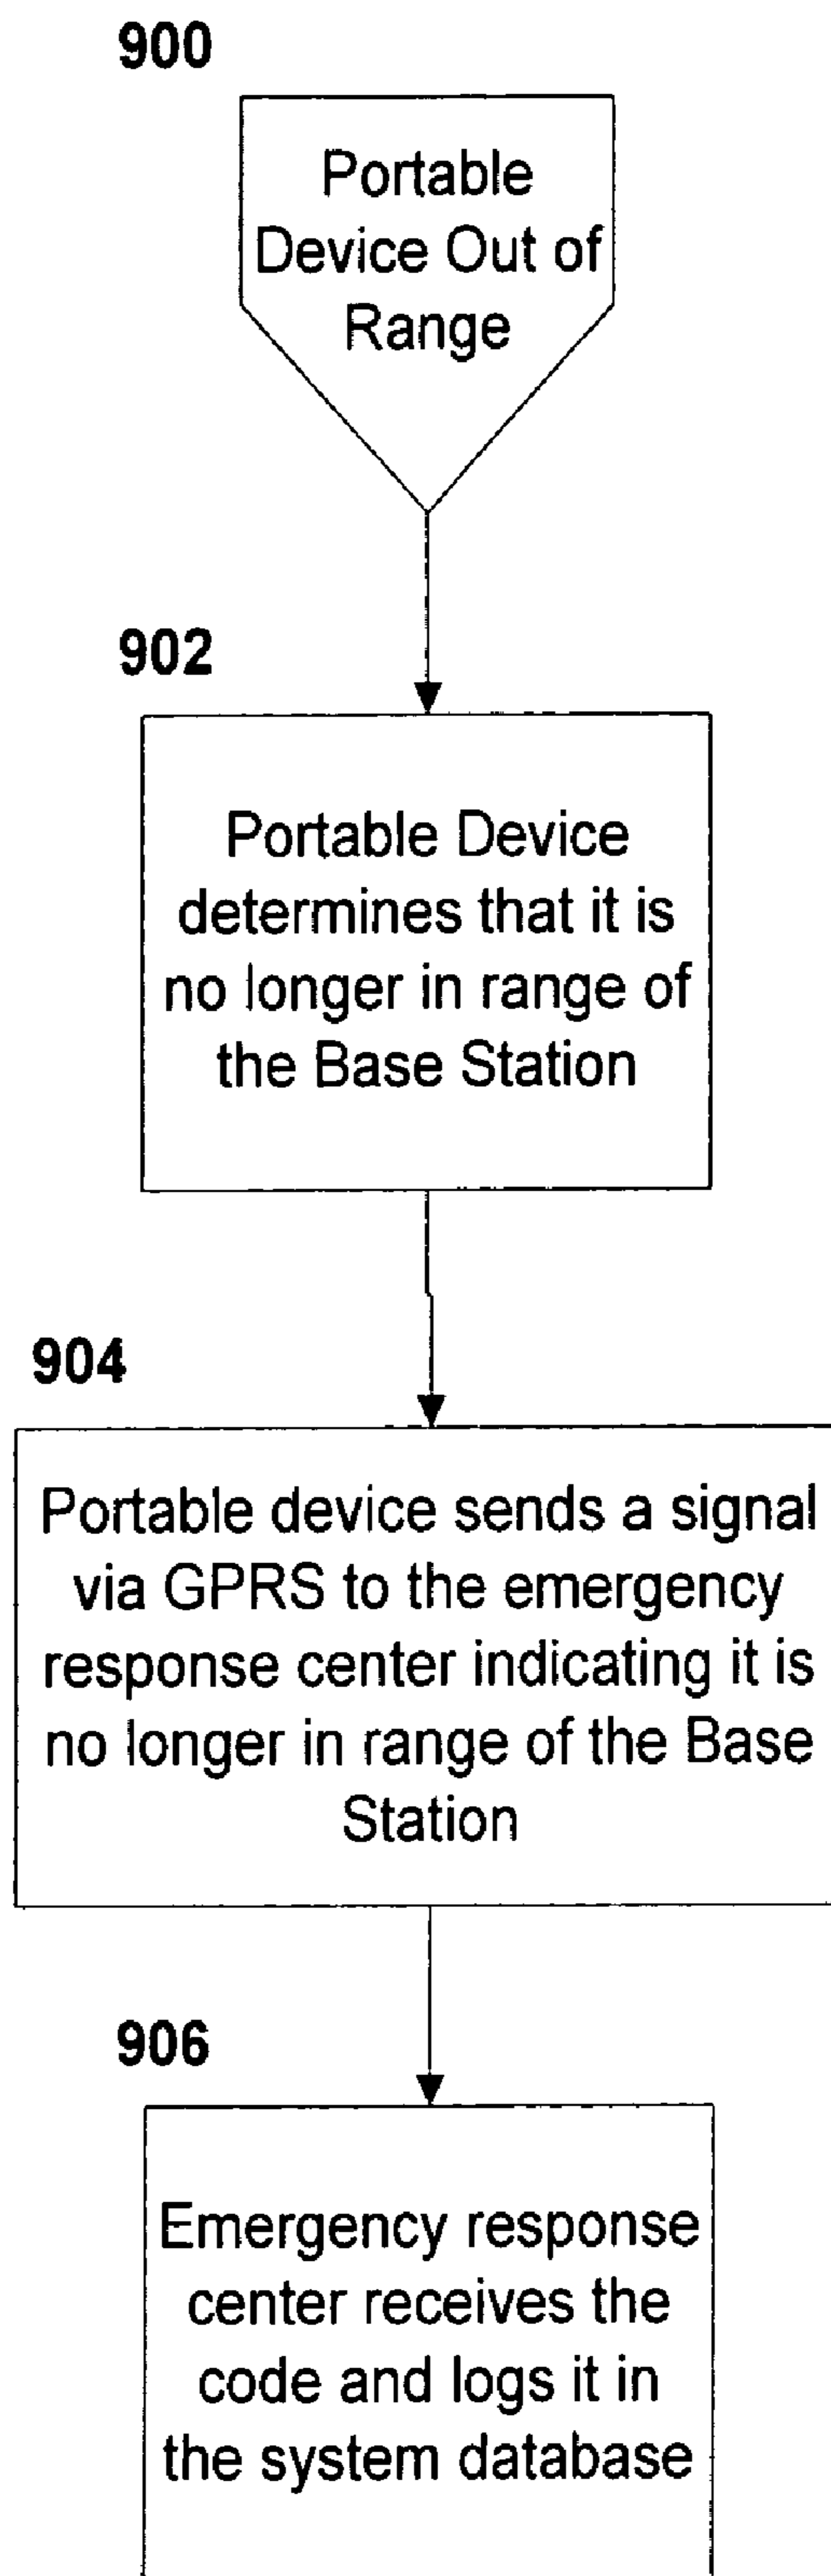 900
Portable
Device Out of
Range
902
Portable Device
determines that it is
no longer in range of
the Base Station
904
Portable device sends a signal
via GPRS to the emergency
response center indicating it is
no longer in range of the Base
Station
906
Emergency response
center receives the
code and logs it in
the system database